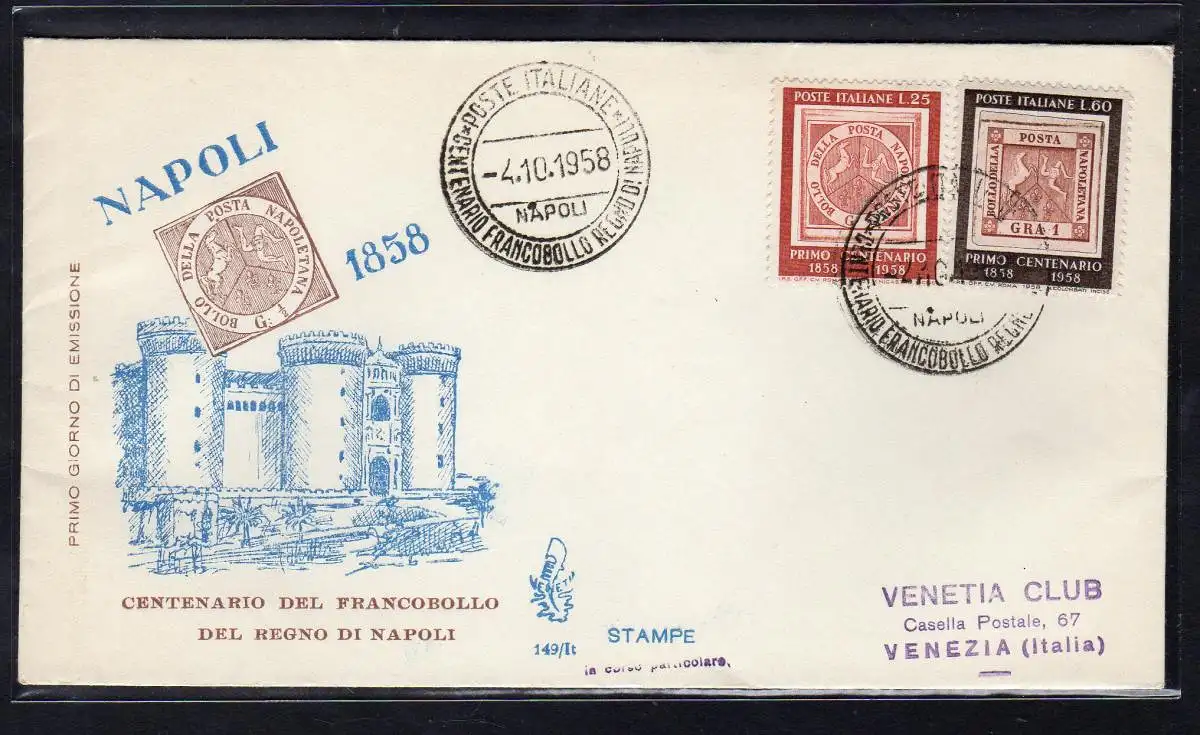 NAPOLI
1858
BOLLO DELLA POSTA NAPOLETANA
G. ½
PRIMO GIORNO DI EMISSIONE
CENTENARIO DEL FRANCOBOLLO
DEL REGNO DI NAPOLI
149/It
STAMPE
in corso particolare,
*POSTE ITALIANE*
CENTENARIO FRANCOBOLLO REGNO DI NAPOLI
-4.10.1958
NAPOLI
POSTE ITALIANE L.25
BOLLO DELLA POSTA NAPOL
G
PRIMO CENTENARIO
1858 1958
POSTE ITALIANE L.60
POSTA
BOLLO DELLA
NAPOLETANA
GRA 1
PRIMO CENTENARIO
1858 1958
NAPOLI
CENTENARIO FRANCOBOLLO REGNO
VENETIA CLUB
Casella Postale, 67
VENEZIA (Italia)